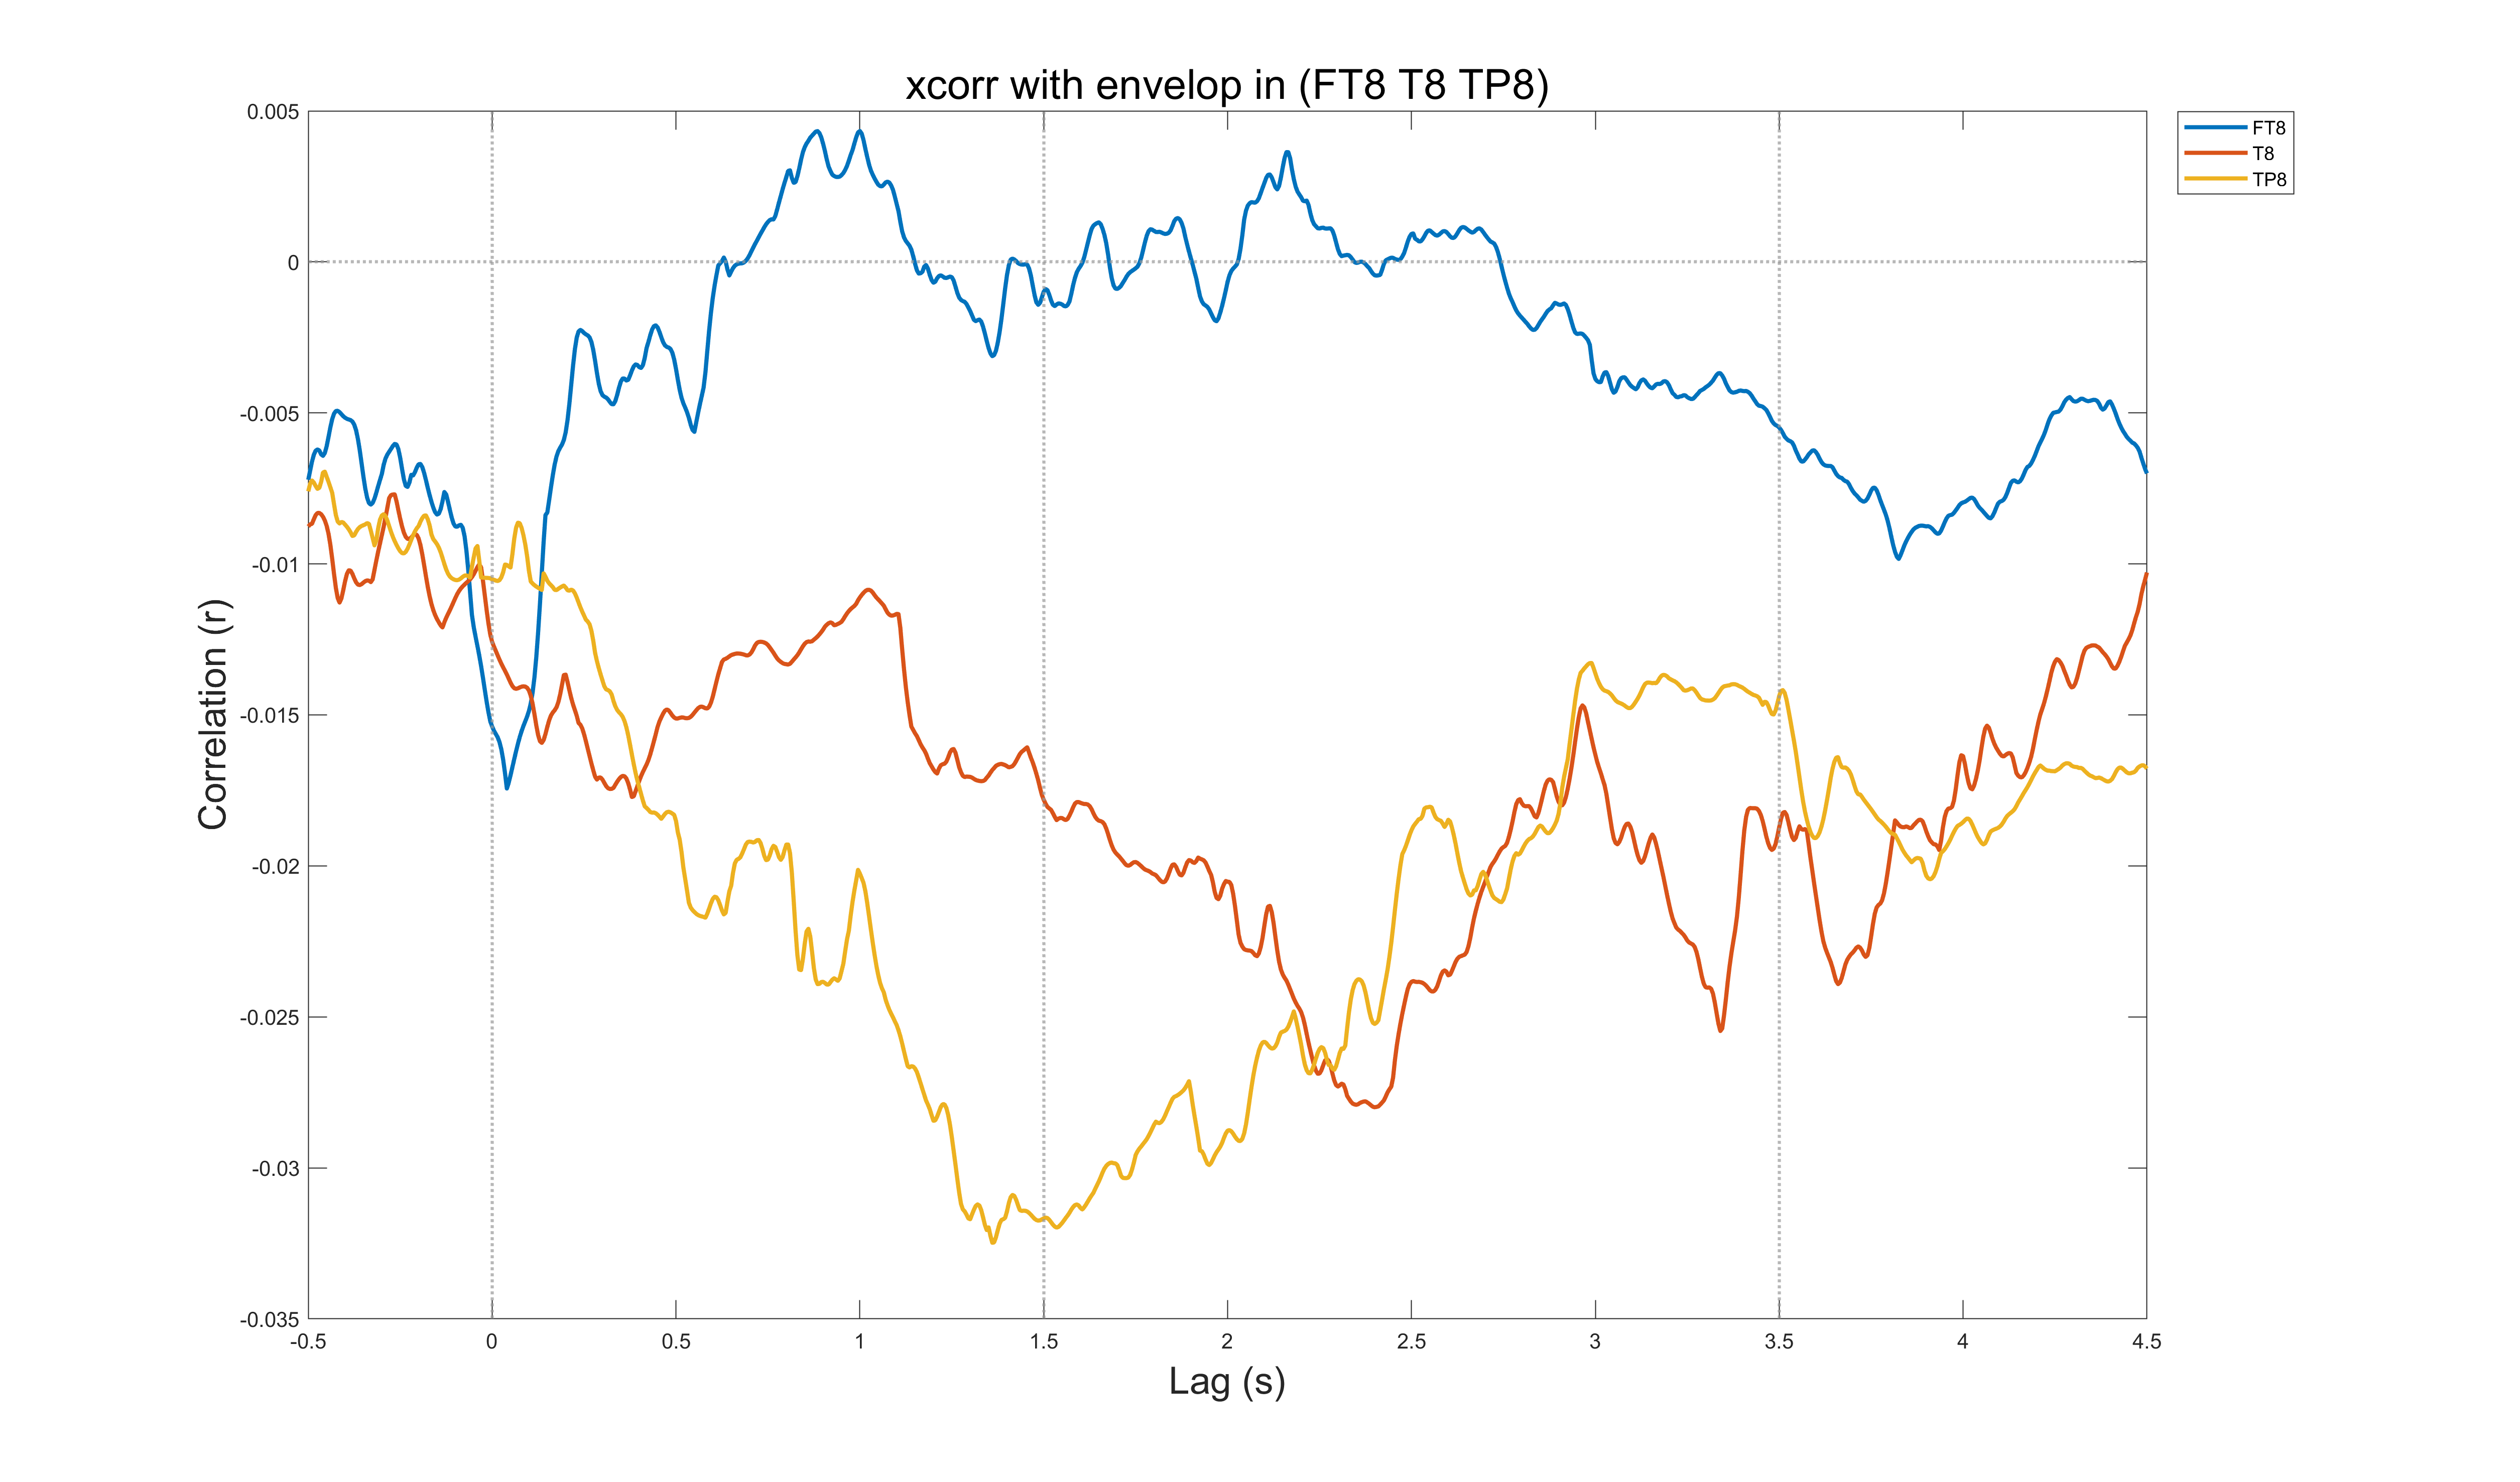 xcorr with envelop in (FT8 T8 TP8)
FT8
T8
TP8
0.005
0
-0.005
-0.01
-0.015
-0.02
-0.025
-0.03
-0.035
Correlation (r)
-0.5 0 0.5 1 1.5 2 2.5 3 3.5 4 4.5
Lag (s)